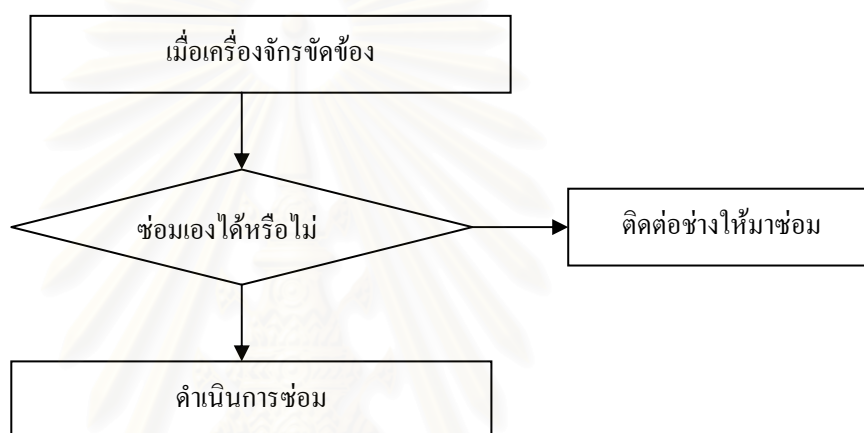 เมื่อเครื่องจักรขัดข้อง
ซ่อมเองได้หรือไม่
ติดต่อช่างให้มาซ่อม
ดำเนินการซ่อม